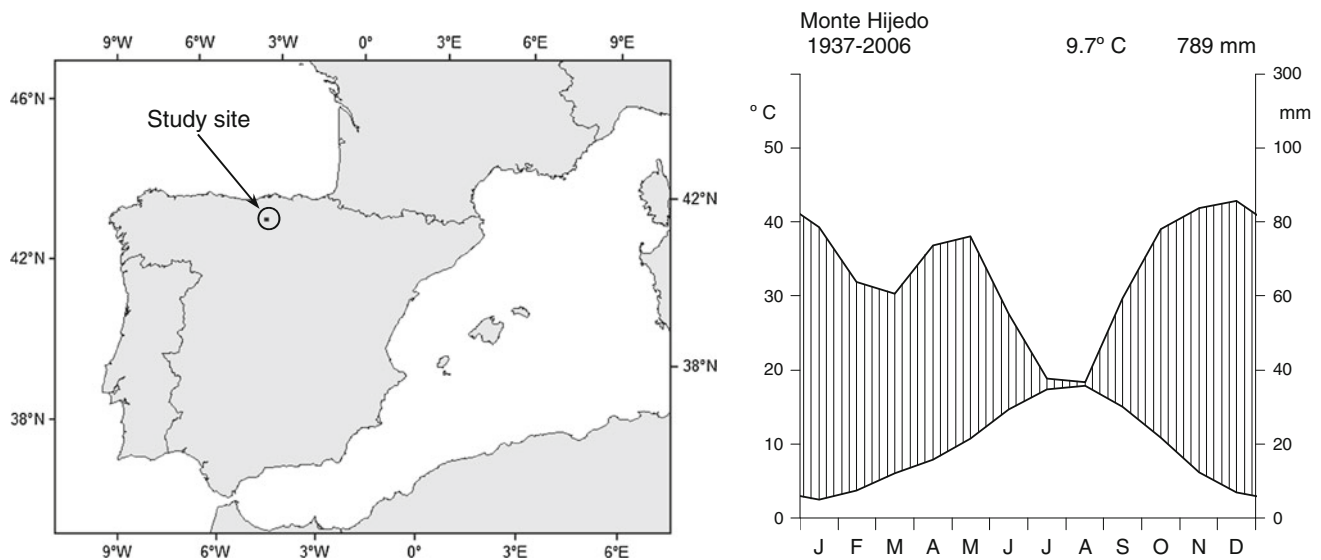 9°W 6°W 3°W 0° 3°E 6°E 9°E
46°N
Study site
42°N
42°N
38°N
38°N
9°W 6°W 3°W 0° 3°E 6°E
Monte Hijedo
1937-2006 9.7º C 789 mm
300
º C mm
50 100
40 80
30 60
20 40
10 20
0 0
J F M A M J J A S O N D